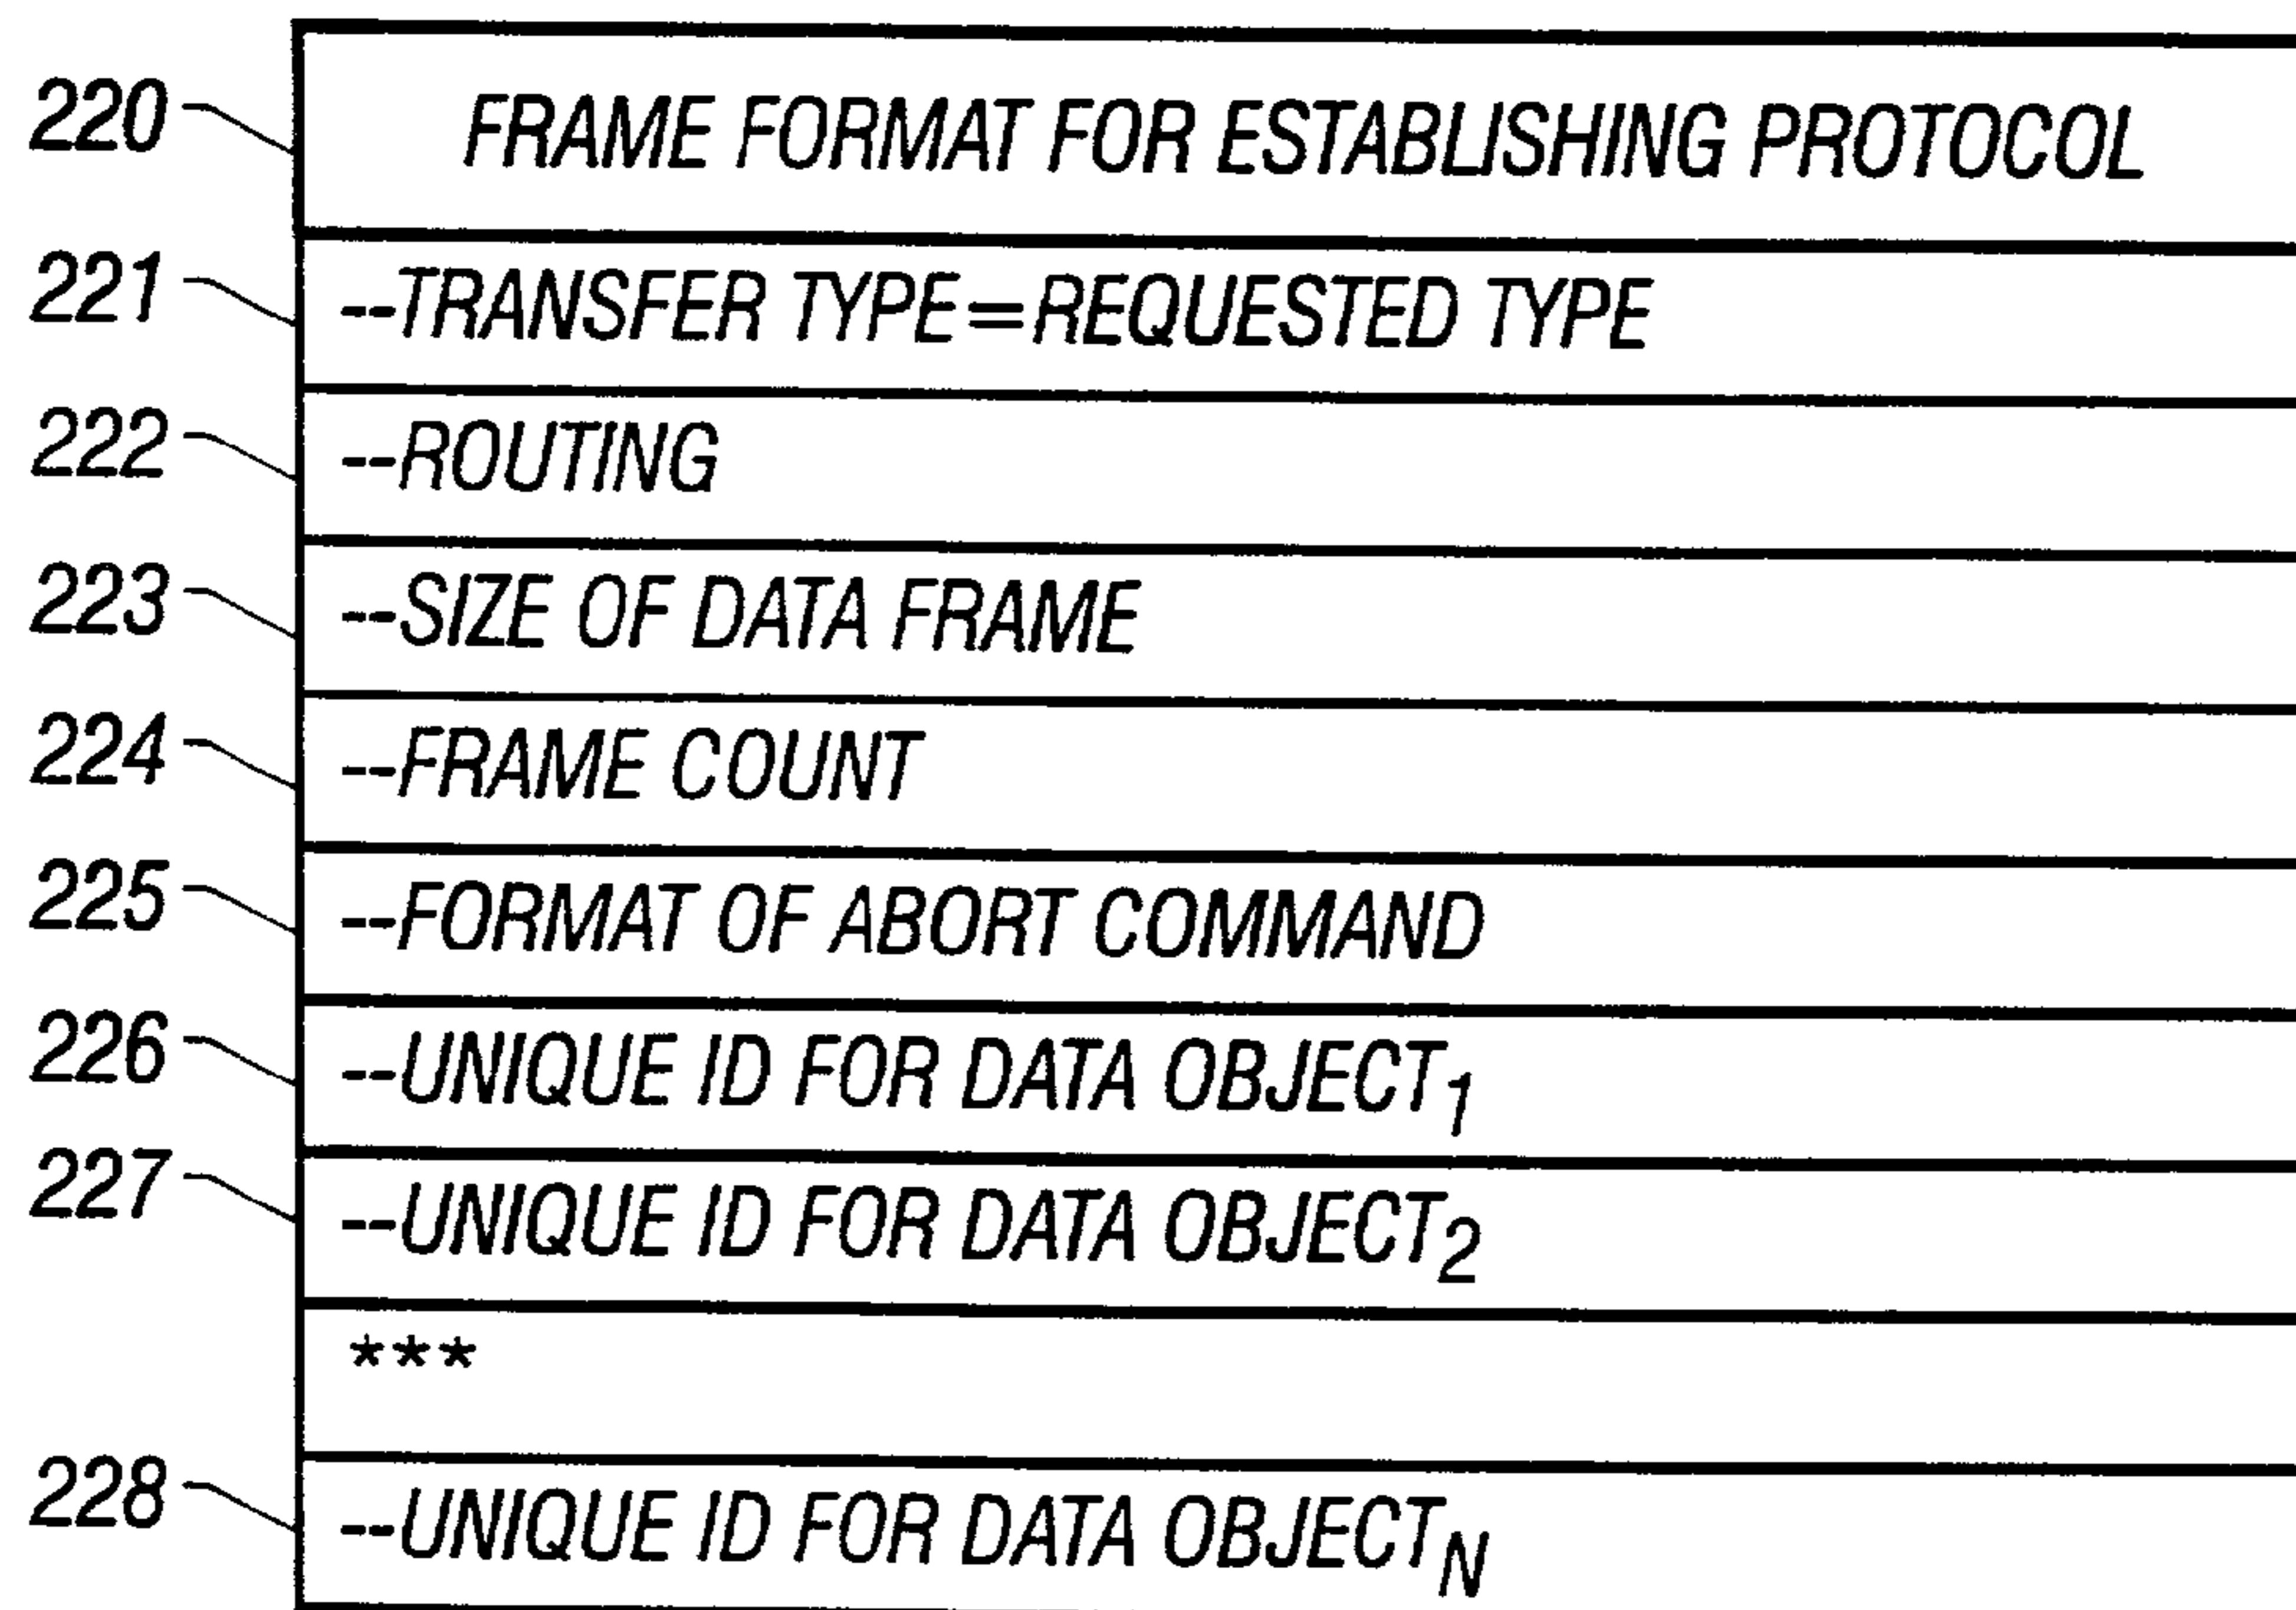 220 FRAME FORMAT FOR ESTABLISHING PROTOCOL
221 --TRANSFER TYPE=REQUESTED TYPE
222 --ROUTING
223 --SIZE OF DATA FRAME
224 --FRAME COUNT
225 --FORMAT OF ABORT COMMAND
226 --UNIQUE ID FOR DATA OBJECT₁
227 --UNIQUE ID FOR DATA OBJECT₂
***
228 --UNIQUE ID FOR DATA OBJECT_N